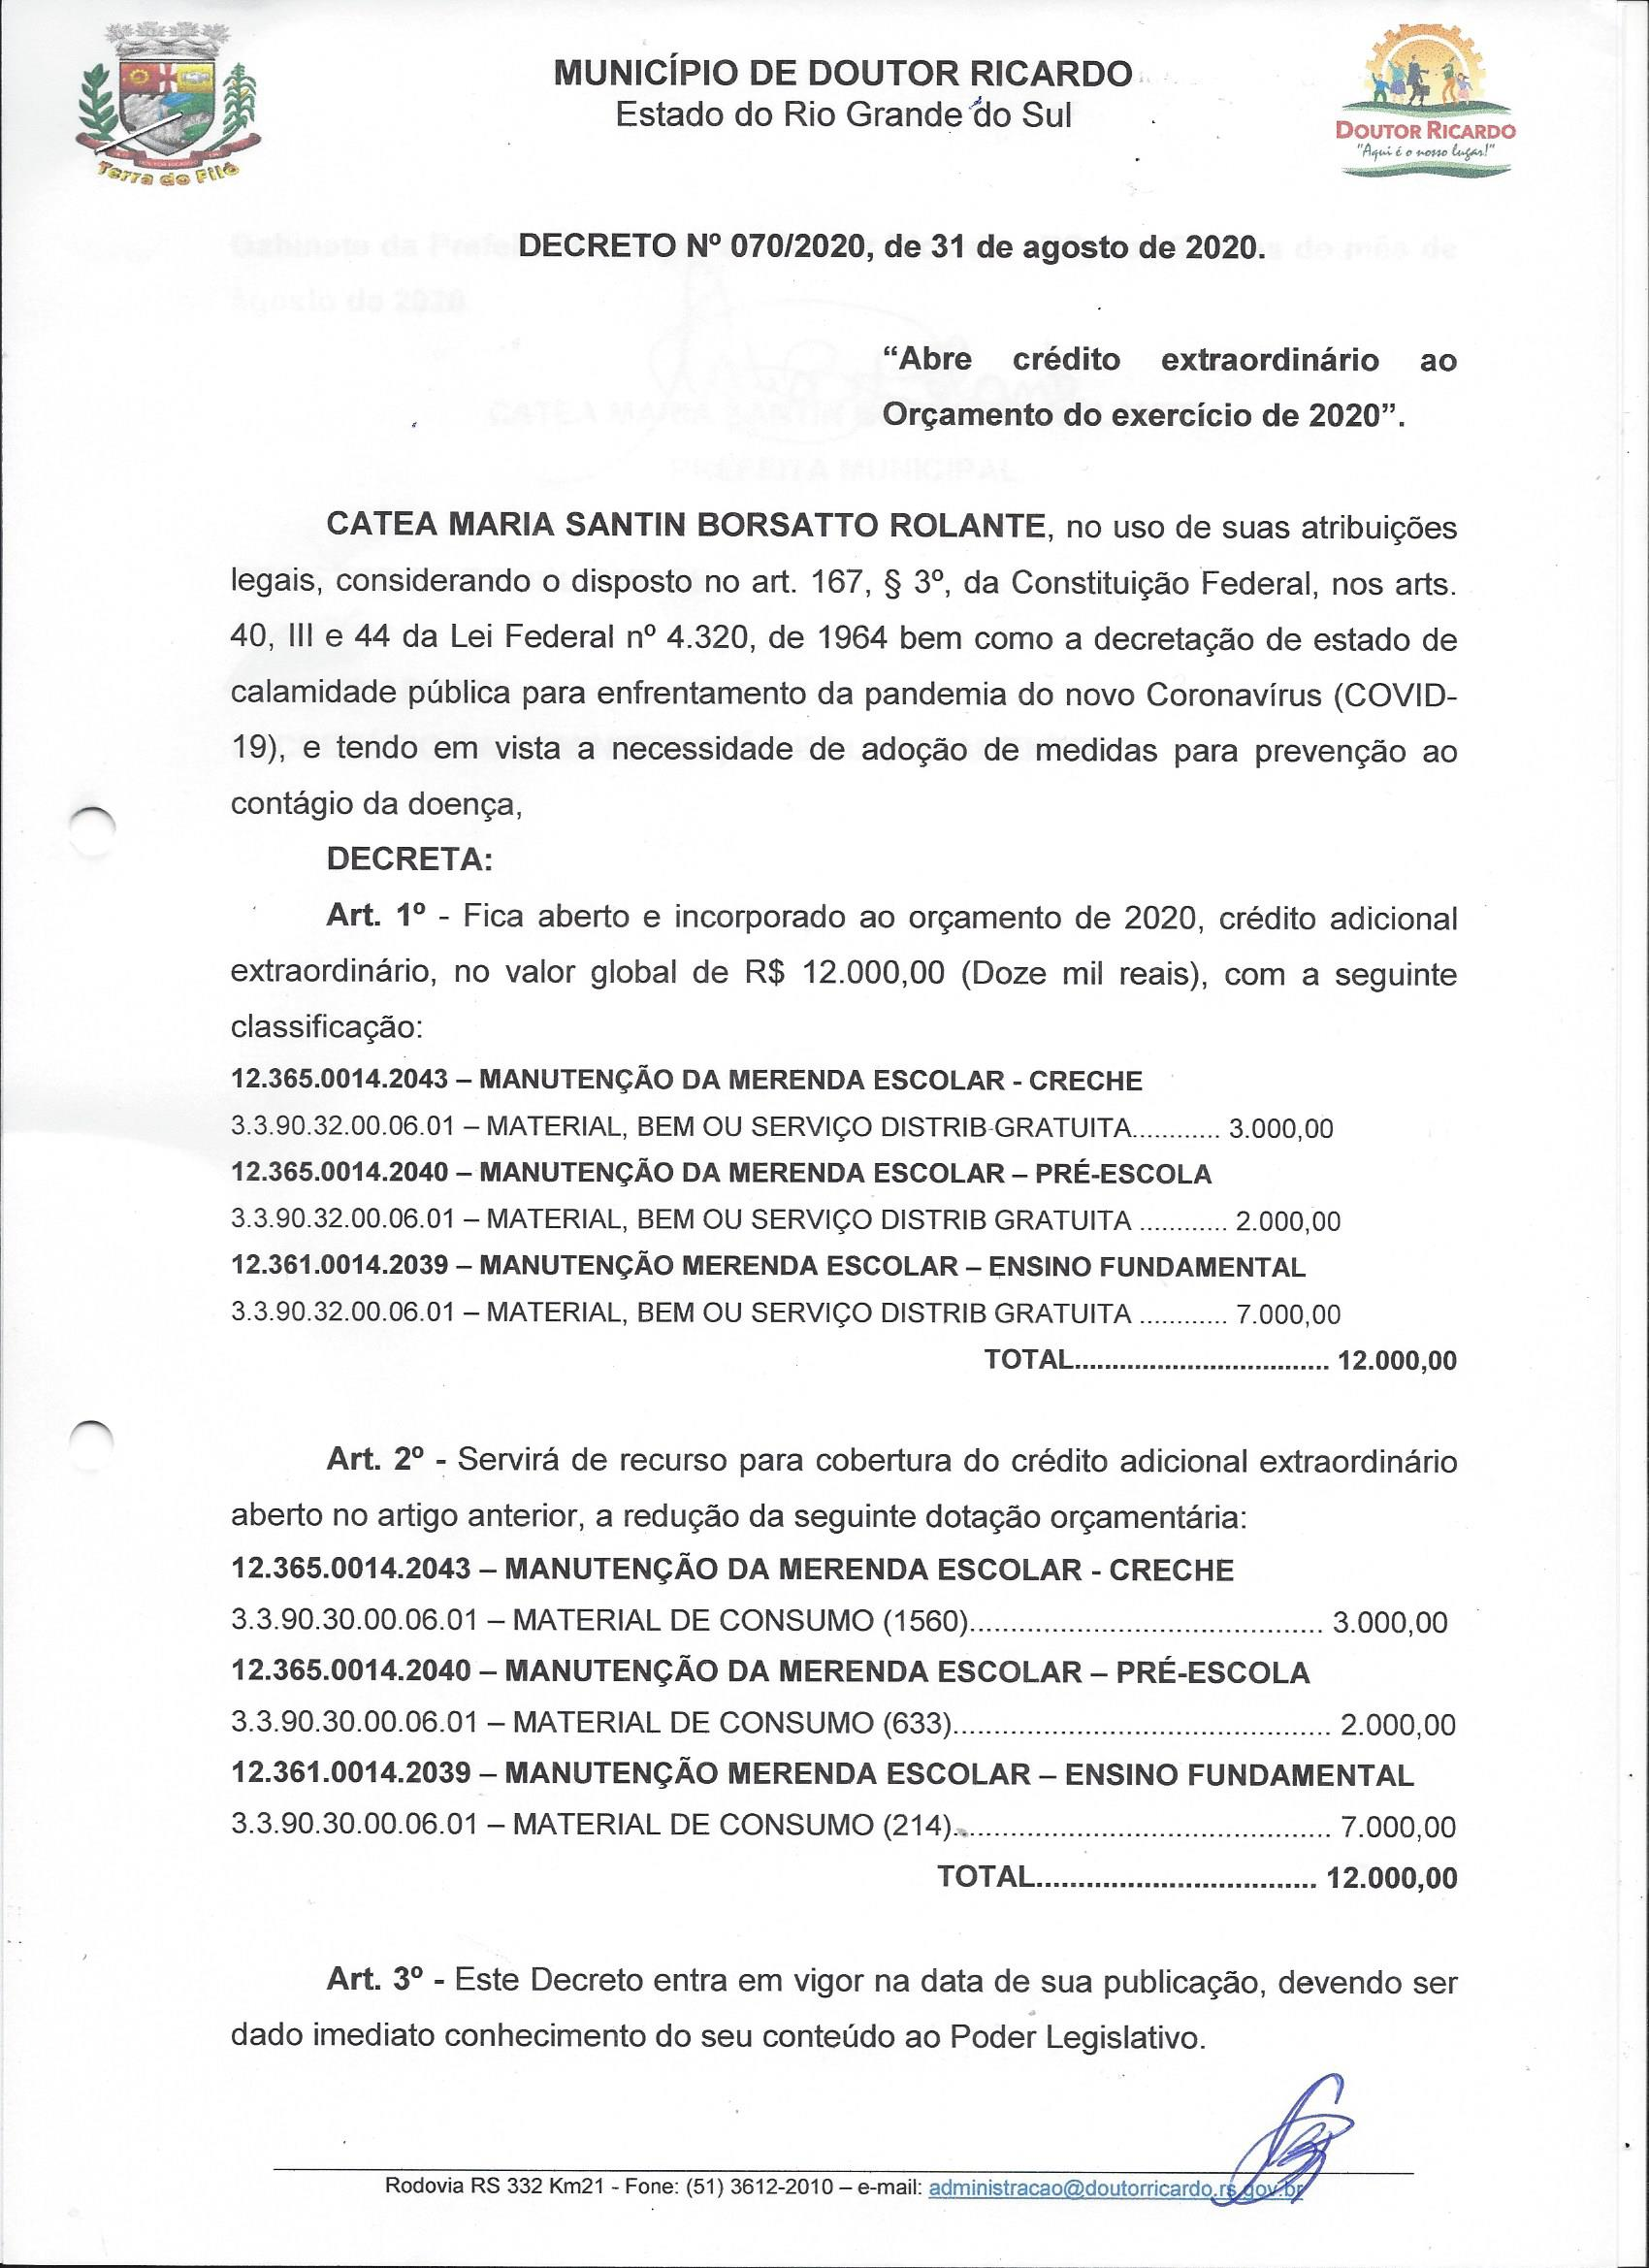 MUNICÍPIO DE DOUTOR RICARDO
Estado do Rio Grande do Sul
Terra do Filó
DOUTOR RICARDO
"Aqui é o nosso lugar!"
DECRETO Nº 070/2020, de 31 de agosto de 2020.
“Abre crédito extraordinário ao
Orçamento do exercício de 2020”.
CATEA MARIA SANTIN BORSATTO ROLANTE, no uso de suas atribuições
legais, considerando o disposto no art. 167, § 3º, da Constituição Federal, nos arts.
40, III e 44 da Lei Federal nº 4.320, de 1964 bem como a decretação de estado de
calamidade pública para enfrentamento da pandemia do novo Coronavírus (COVID-
19), e tendo em vista a necessidade de adoção de medidas para prevenção ao
contágio da doença,
DECRETA:
Art. 1º - Fica aberto e incorporado ao orçamento de 2020, crédito adicional
extraordinário, no valor global de R$ 12.000,00 (Doze mil reais), com a seguinte
classificação:
12.365.0014.2043 – MANUTENÇÃO DA MERENDA ESCOLAR - CRECHE
3.3.90.32.00.06.01 – MATERIAL, BEM OU SERVIÇO DISTRIB GRATUITA............ 3.000,00
12.365.0014.2040 – MANUTENÇÃO DA MERENDA ESCOLAR – PRÉ-ESCOLA
3.3.90.32.00.06.01 – MATERIAL, BEM OU SERVIÇO DISTRIB GRATUITA ............ 2.000,00
12.361.0014.2039 – MANUTENÇÃO MERENDA ESCOLAR – ENSINO FUNDAMENTAL
3.3.90.32.00.06.01 – MATERIAL, BEM OU SERVIÇO DISTRIB GRATUITA ............ 7.000,00
TOTAL.................................. 12.000,00
Art. 2º - Servirá de recurso para cobertura do crédito adicional extraordinário
aberto no artigo anterior, a redução da seguinte dotação orçamentária:
12.365.0014.2043 – MANUTENÇÃO DA MERENDA ESCOLAR - CRECHE
3.3.90.30.00.06.01 – MATERIAL DE CONSUMO (1560)........................................... 3.000,00
12.365.0014.2040 – MANUTENÇÃO DA MERENDA ESCOLAR – PRÉ-ESCOLA
3.3.90.30.00.06.01 – MATERIAL DE CONSUMO (633).............................................. 2.000,00
12.361.0014.2039 – MANUTENÇÃO MERENDA ESCOLAR – ENSINO FUNDAMENTAL
3.3.90.30.00.06.01 – MATERIAL DE CONSUMO (214).............................................. 7.000,00
TOTAL.................................. 12.000,00
Art. 3º - Este Decreto entra em vigor na data de sua publicação, devendo ser
dado imediato conhecimento do seu conteúdo ao Poder Legislativo.
Rodovia RS 332 Km21 - Fone: (51) 3612-2010 – e-mail: administracao@doutorricardo.rs.gov.br